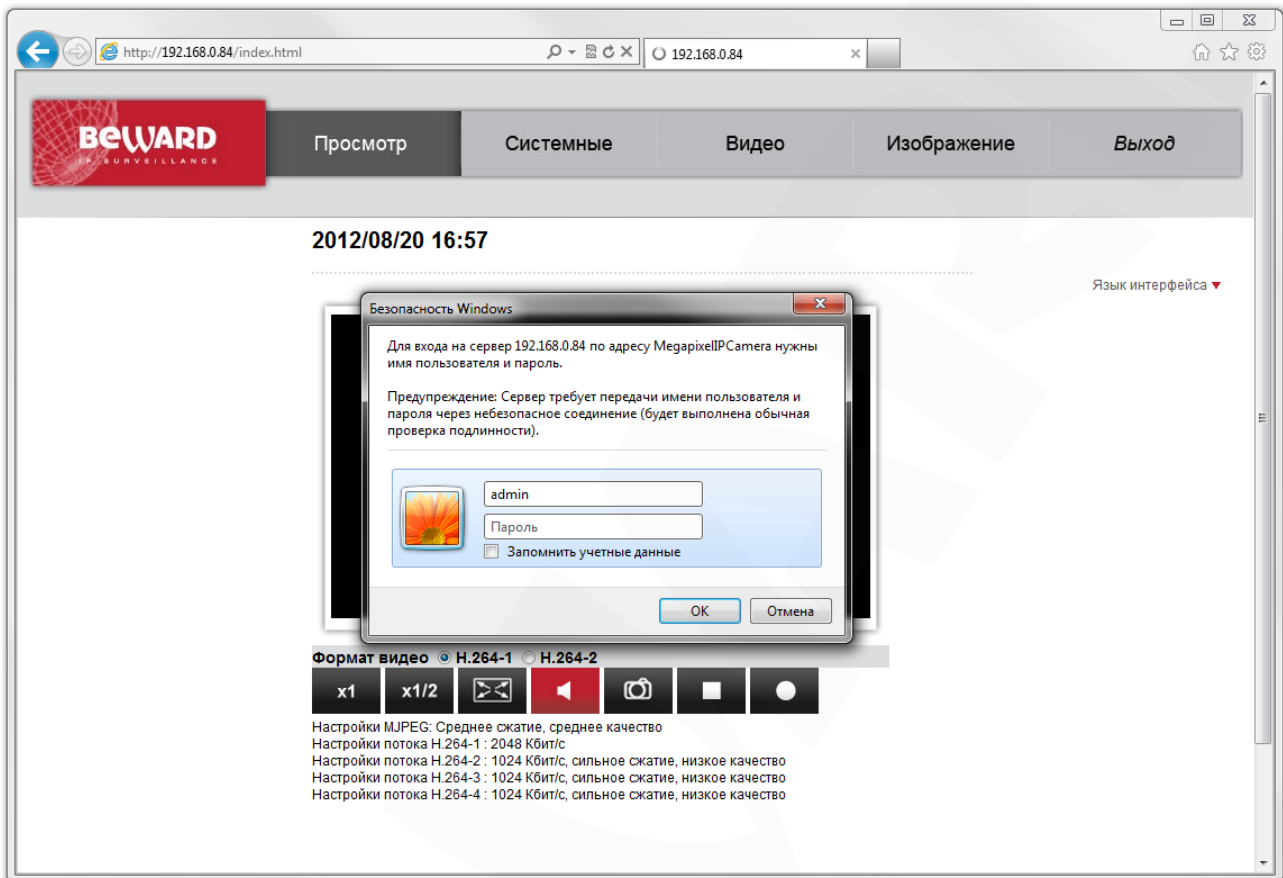 http://192.168.0.84/index.html
192.168.0.84
BEWARD
IP SURVEILLANCE
Просмотр
Системные
Видео
Изображение
Выход
2012/08/20 16:57
Язык интерфейса
Безопасность Windows
Для входа на сервер 192.168.0.84 по адресу MegapixelIPCamera нужны
имя пользователя и пароль.
Предупреждение: Сервер требует передачи имени пользователя и
пароля через небезопасное соединение (будет выполнена обычная
проверка подлинности).
admin
Пароль
Запомнить учетные данные
OK
Отмена
Формат видео H.264-1 H.264-2
x1
x1/2
Настройки MJPEG: Среднее сжатие, среднее качество
Настройки потока H.264-1 : 2048 Кбит/с
Настройки потока H.264-2 : 1024 Кбит/с, сильное сжатие, низкое качество
Настройки потока H.264-3 : 1024 Кбит/с, сильное сжатие, низкое качество
Настройки потока H.264-4 : 1024 Кбит/с, сильное сжатие, низкое качество